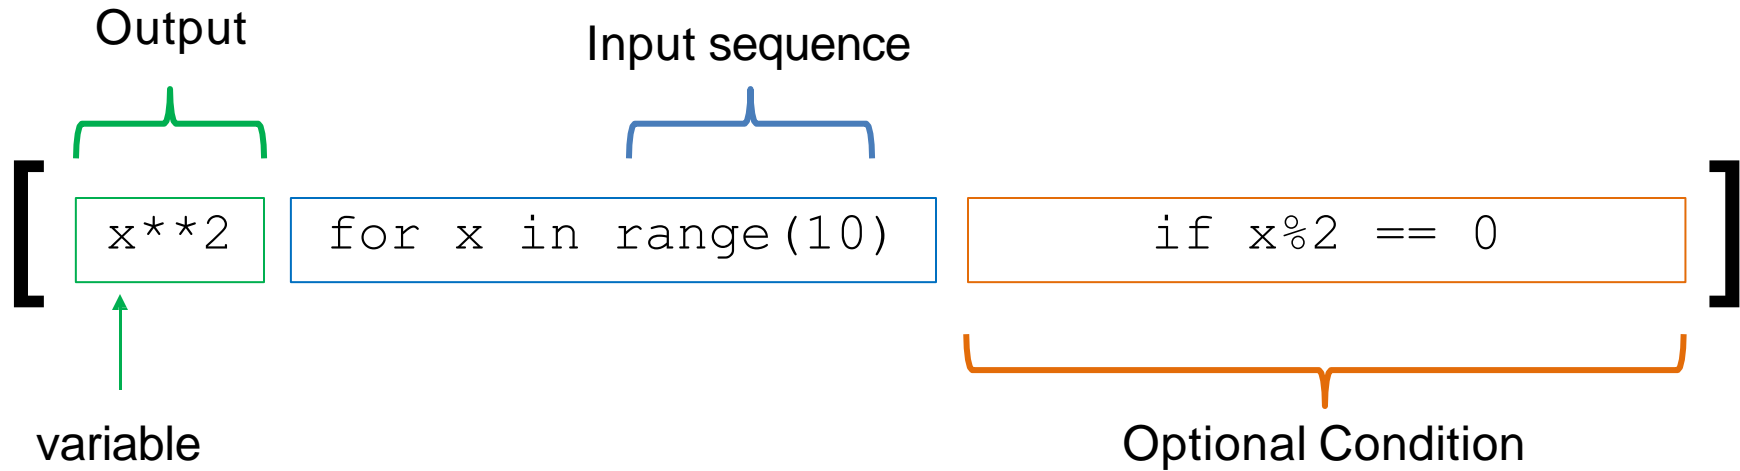 Output
Input sequence
[ x**2 for x in range(10) if x%2 == 0 ]
variable
Optional Condition